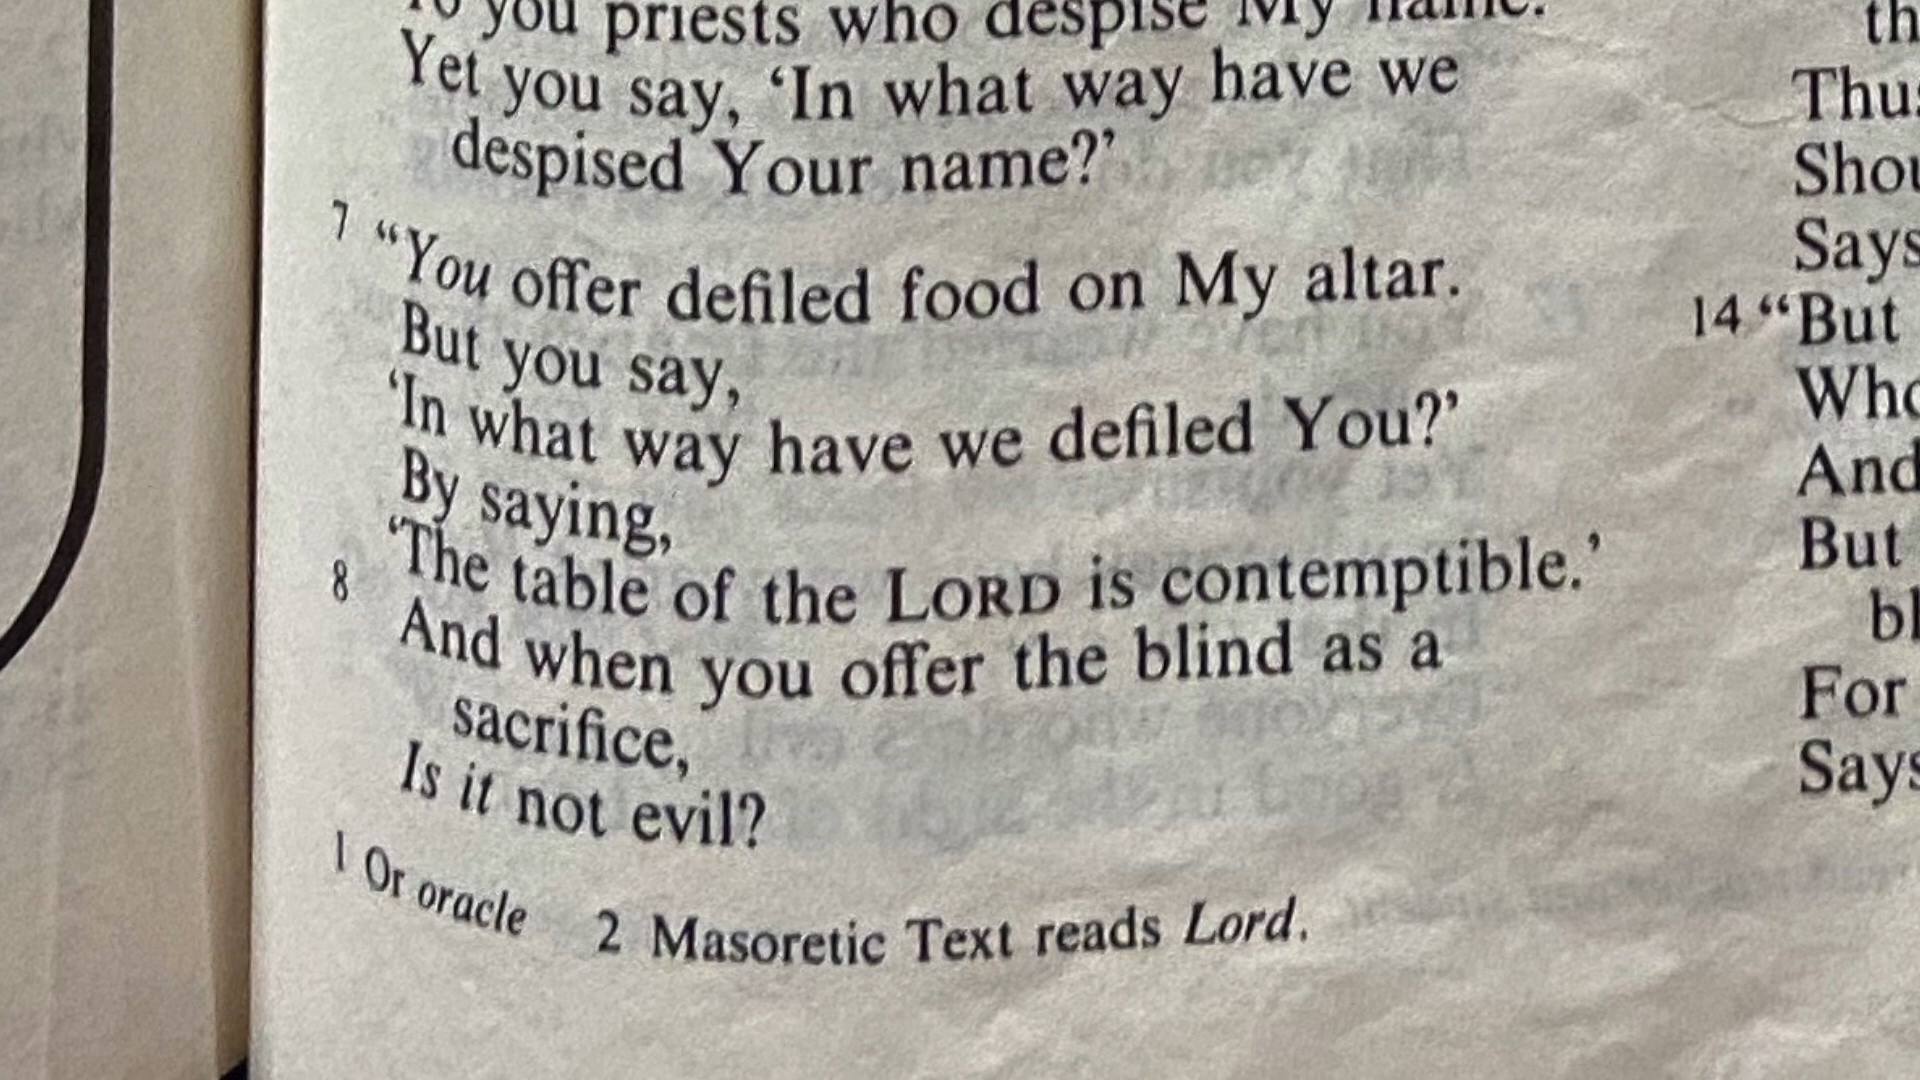 To you priests who despise My name.
Yet you say, ‘In what way have we
despised Your name?’
7 “You offer defiled food on My altar.
But you say,
‘In what way have we defiled You?’
By saying,
‘The table of the LORD is contemptible.’
8 And when you offer the blind as a
sacrifice,
Is it not evil?
1 Or oracle 2 Masoretic Text reads Lord.
th
Thus
Shou
Says
14 “But
Who
And
But
bl
For
Says